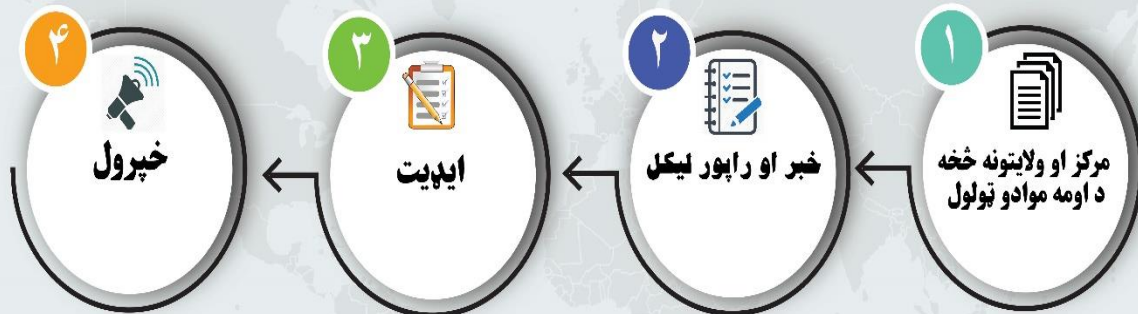 ۱
مرکز او ولایتونه څخه
د اومه موادو ټولول
۲
خبر او راپور لیکل
۳
ایډیټ
۴
خپرول